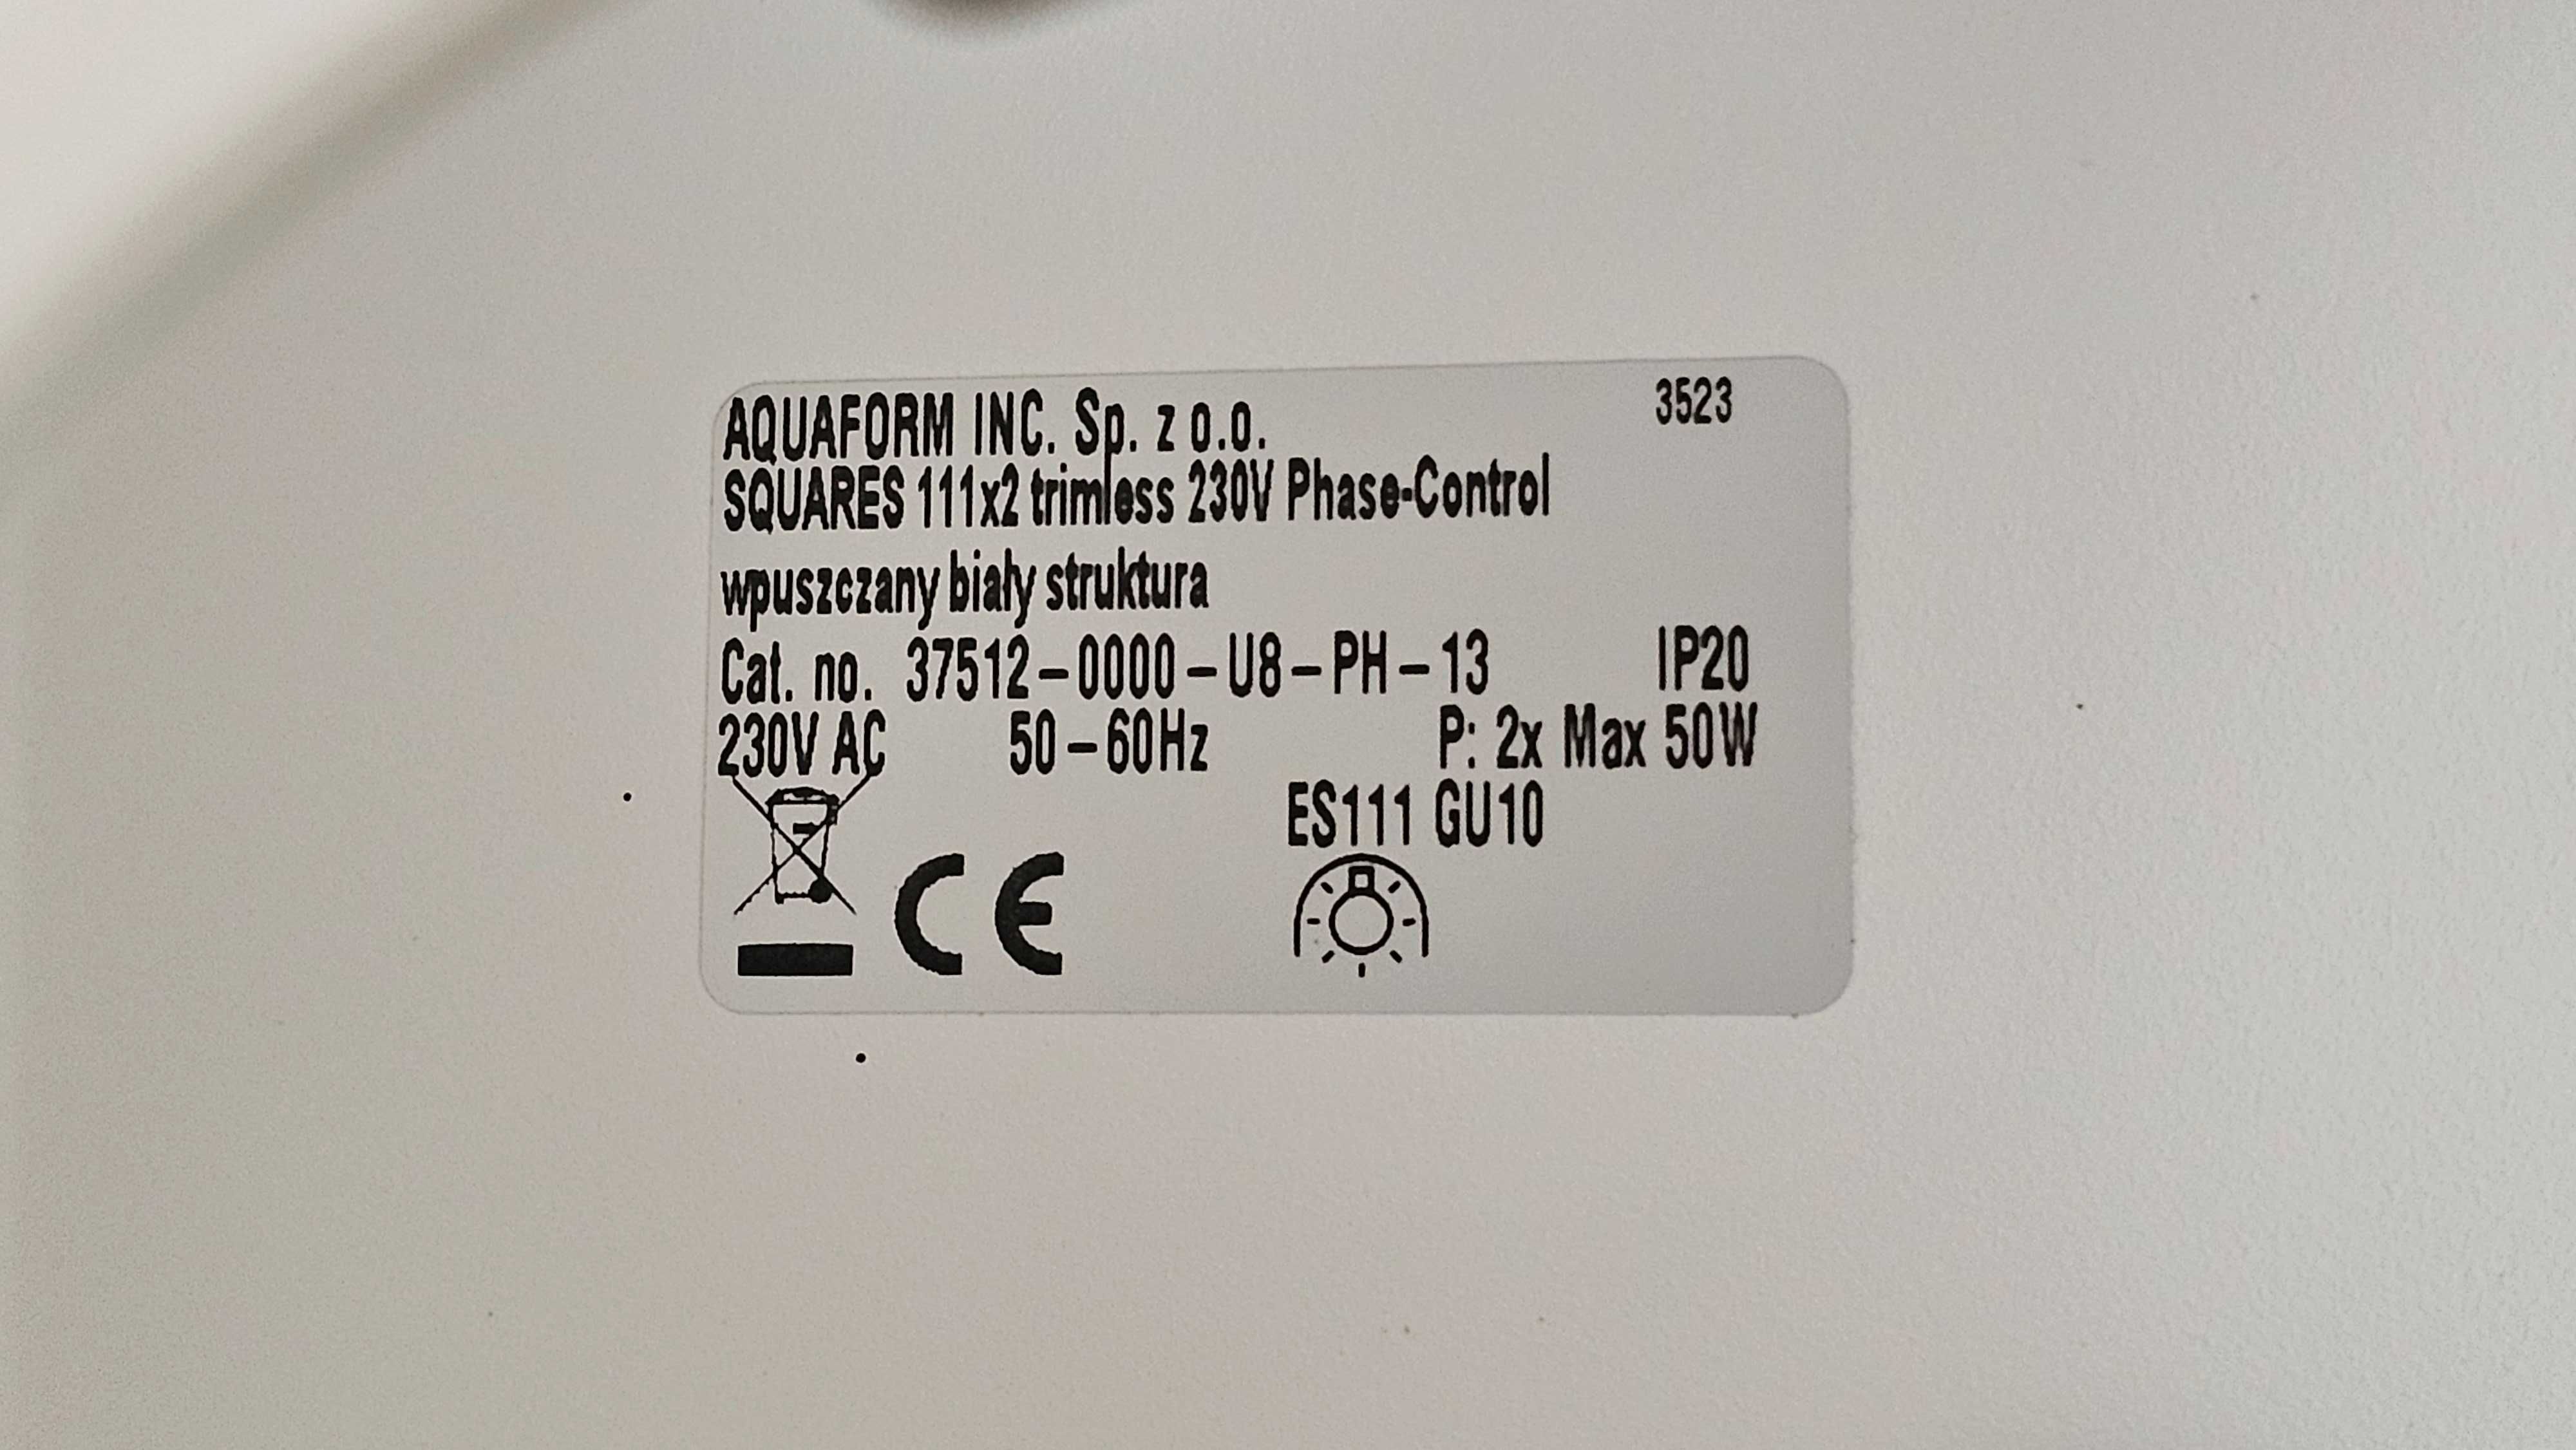 AQUAFORM INC. Sp. z o.o. 3523
SQUARES 111x2 trimless 230V Phase-Control
wpuszczany biały struktura
Cat. no. 37512-0000-U8-PH-13 IP20
230V AC 50-60Hz P: 2x Max 50W
ES111 GU10
CE